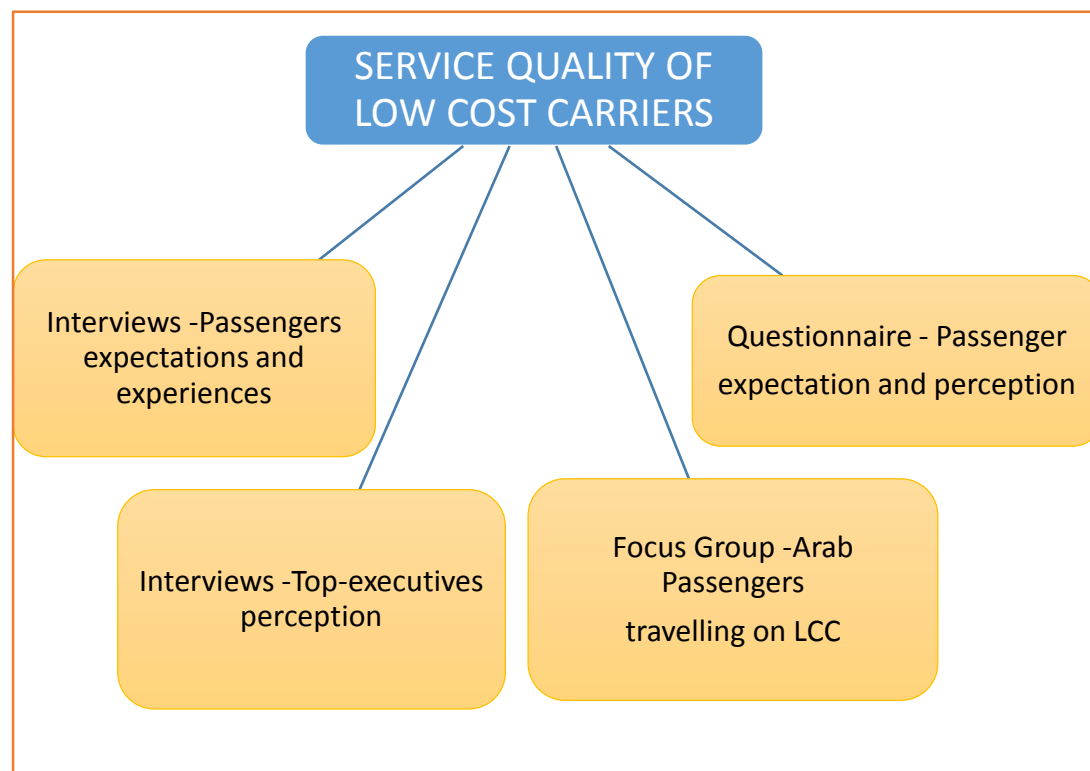 SERVICE QUALITY OF
LOW COST CARRIERS
Interviews -Passengers
expectations and
experiences
Questionnaire - Passenger
expectation and perception
Interviews -Top-executives
perception
Focus Group -Arab
Passengers
travelling on LCC